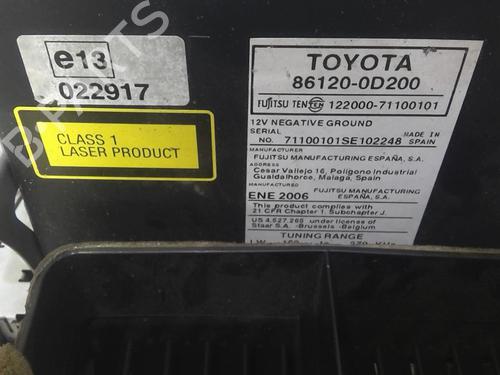 e13
022917
CLASS 1
LASER PRODUCT
TOYOTA
86120-0D200
FUJITSU TEN TEN 122000-71100101
12V NEGATIVE GROUND
SERIAL
NO. 71100101SE102248
MADE IN
SPAIN
MANUFACTURER
FUJITSU MANUFACTURING ESPAÑA, S.A.
ADDRESS
Cesar Vallejo 16, Poligono Industrial
Gualdalhorce, Malaga, Spain
MANUFACTURED
ENE 2006
FUJITSU MANUFACTURING
ESPAÑA, S.A.
This product complies with
21 CFR Chapter 1. Subchapter J.
US 4.527.265 under license of
Staar S.A. -Brussels -Belgium
TUNING RANGE